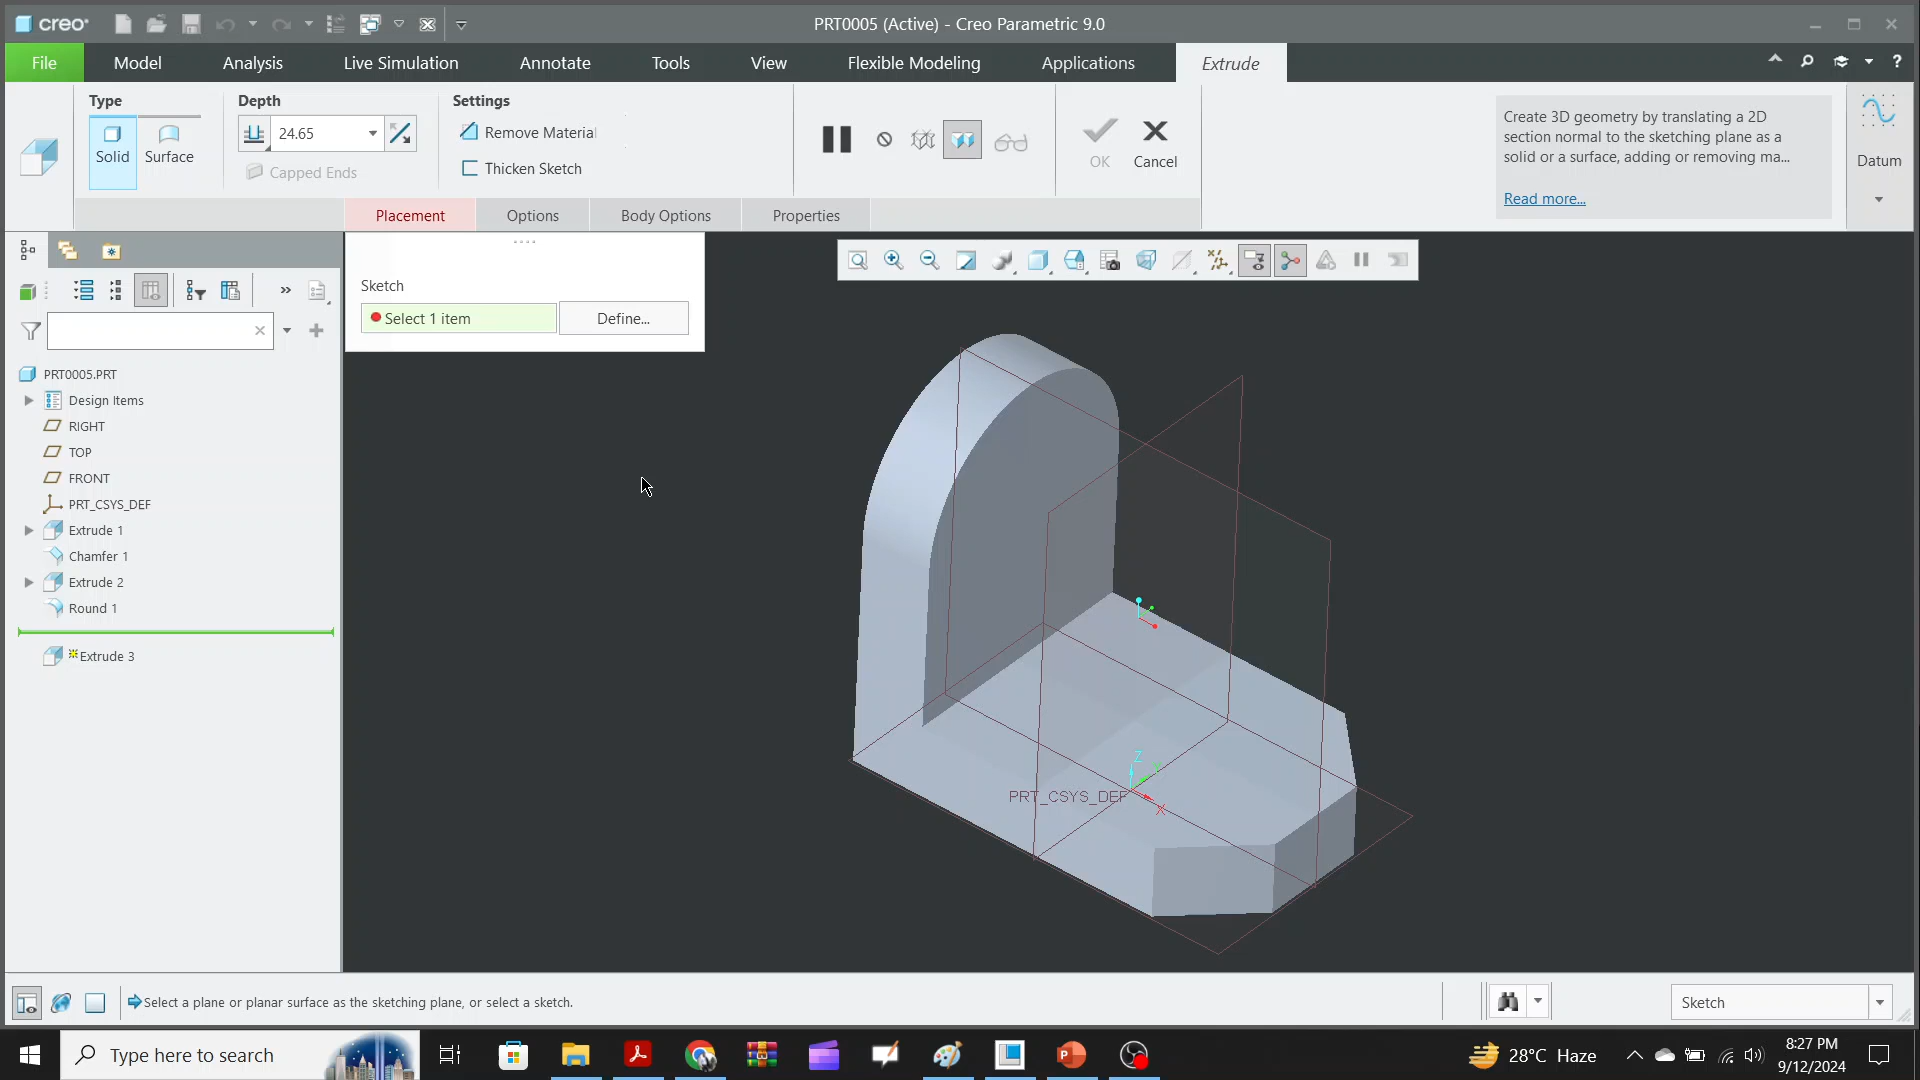 creo
PRT0005 (Active) - Creo Parametric 9.0
File
Model
Analysis
Live Simulation
Annotate
Tools
View
Flexible Modeling
Applications
Extrude
Type
Depth
Settings
Solid
Surface
24.65
Capped Ends
Remove Material
Thicken Sketch
OK
Cancel
Create 3D geometry by translating a 2D
section normal to the sketching plane as a
solid or a surface, adding or removing ma...
Read more...
Datum
Placement
Options
Body Options
Properties
Sketch
Select 1 item
Define...
PRT0005.PRT
Design Items
RIGHT
TOP
FRONT
PRT_CSYS_DEF
Extrude 1
Chamfer 1
Extrude 2
Round 1
Extrude 3
Z
Y
X
PRT_CSYS_DEF
Select a plane or planar surface as the sketching plane, or select a sketch.
Sketch
Type here to search
28°C Haze
8:27 PM
9/12/2024